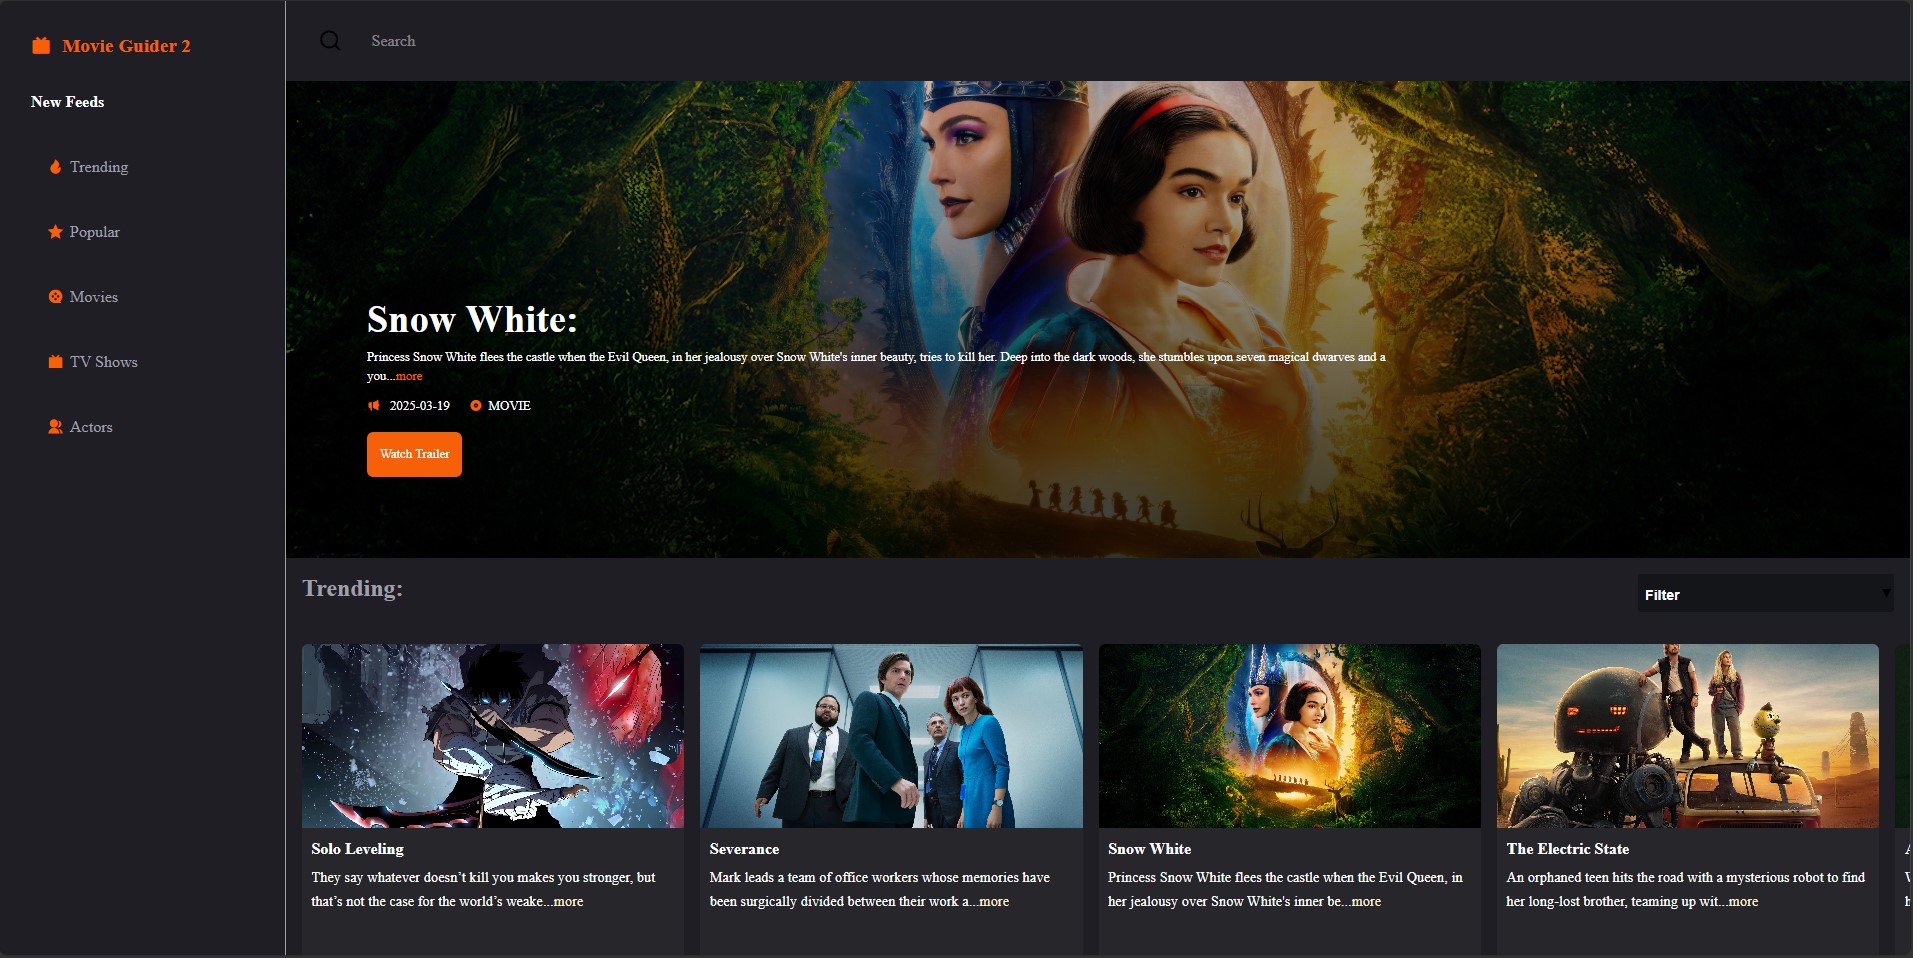 Movie Guider 2
Search
New Feeds
Trending
Popular
Movies
TV Shows
Actors
Snow White:
Princess Snow White flees the castle when the Evil Queen, in her jealousy over Snow White's inner beauty, tries to kill her. Deep into the dark woods, she stumbles upon seven magical dwarves and a
you...more
2025-03-19 MOVIE
Watch Trailer
Trending:
Filter
Solo Leveling
They say whatever doesn’t kill you makes you stronger, but
that’s not the case for the world’s weake...more
Severance
Mark leads a team of office workers whose memories have
been surgically divided between their work a...more
Snow White
Princess Snow White flees the castle when the Evil Queen, in
her jealousy over Snow White's inner be...more
The Electric State
An orphaned teen hits the road with a mysterious robot to find
her long-lost brother, teaming up wit...more